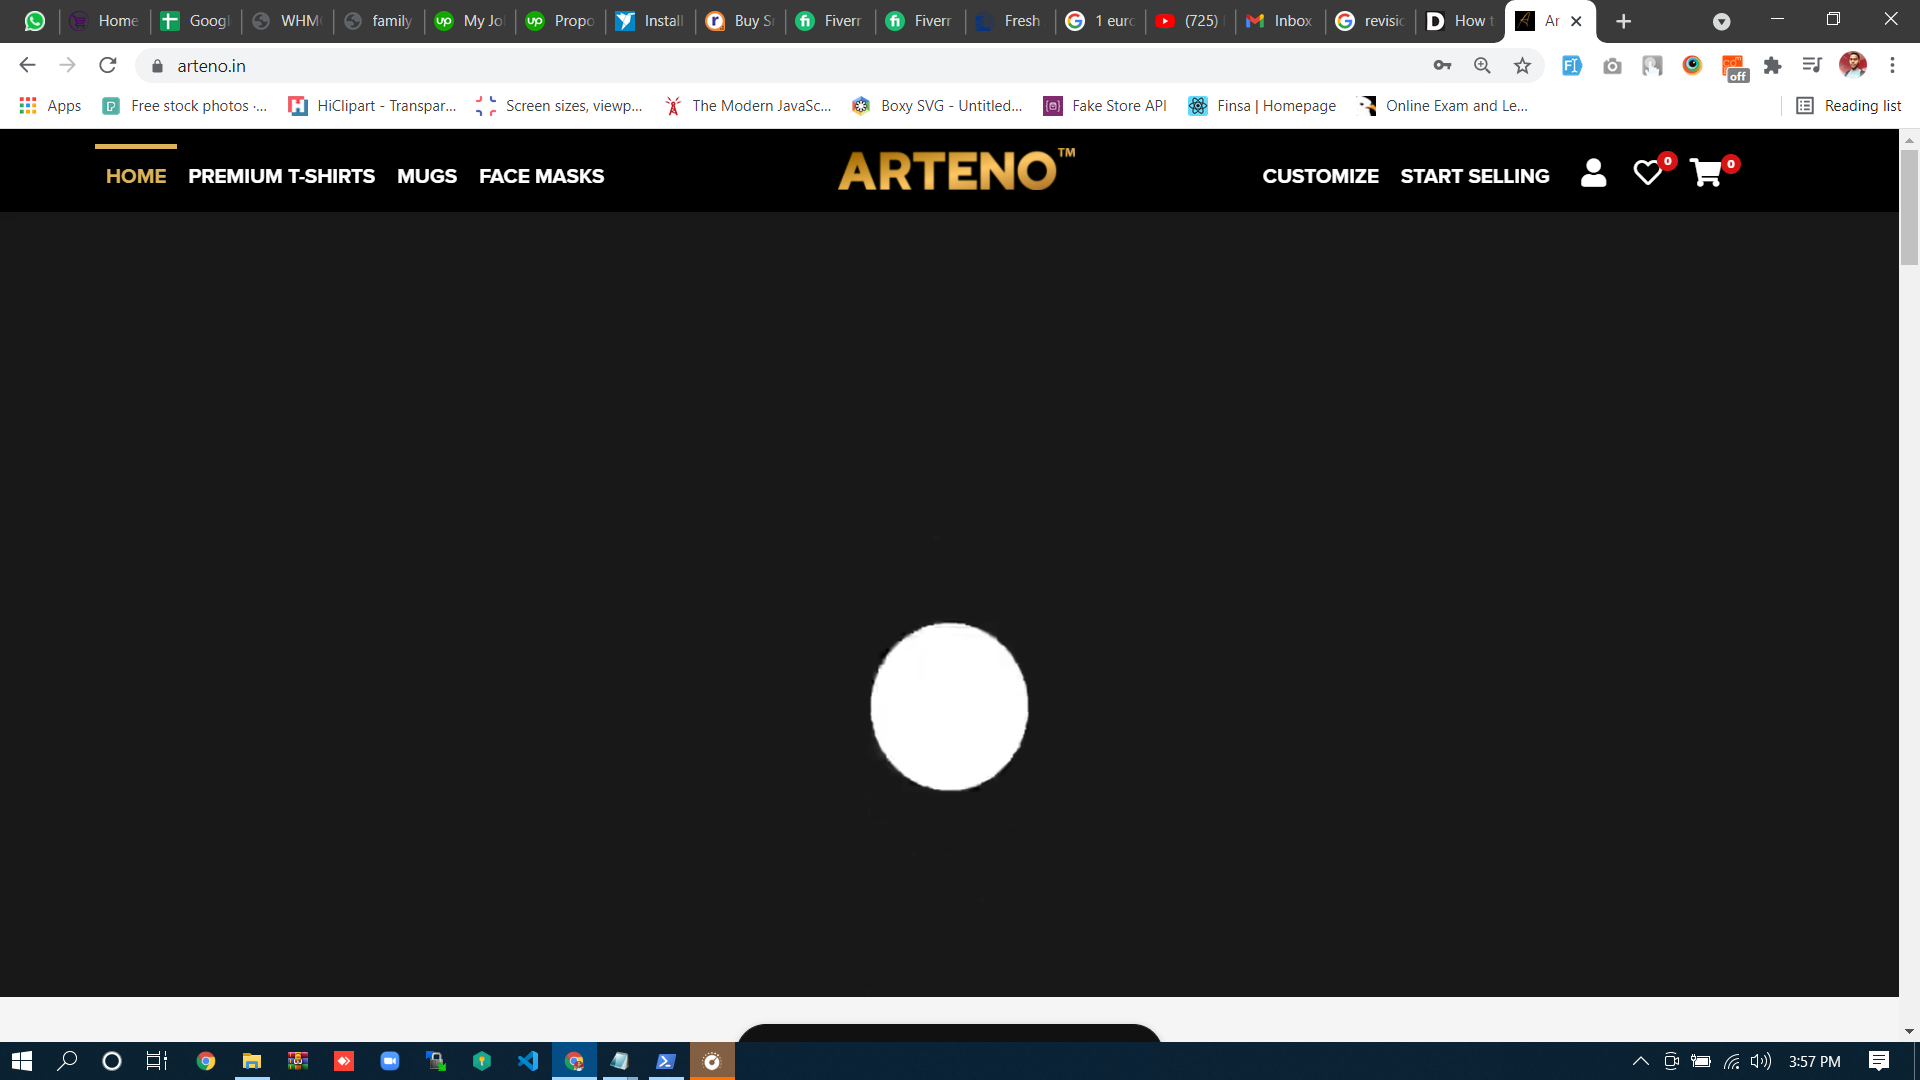 Home
Googl
WHM
family
My Jo
Propo
Install
Buy S
Fiverr
Fiverr
Fresh
1 euro
(725)
Inbox
revisio
How t
Ar
arteno.in
off
Apps
Free stock photos ·...
HiClipart - Transpar...
Screen sizes, viewp...
The Modern JavaSc...
Boxy SVG - Untitled...
Fake Store API
Finsa | Homepage
Online Exam and Le...
Reading list
HOME PREMIUM T-SHIRTS MUGS FACE MASKS
ARTENO™
CUSTOMIZE START SELLING
0
0
3:57 PM